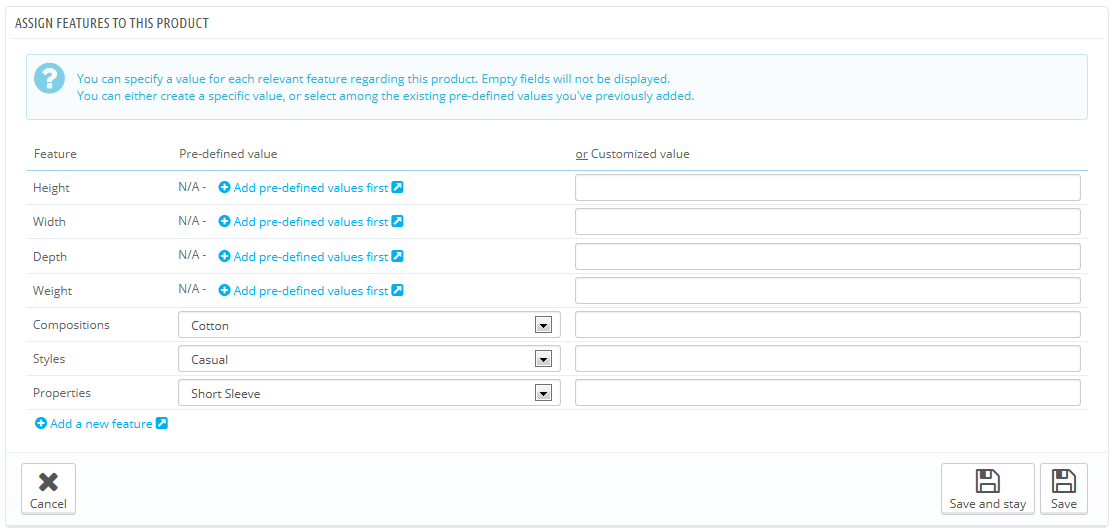 ASSIGN FEATURES TO THIS PRODUCT
You can specify a value for each relevant feature regarding this product. Empty fields will not be displayed.
You can either create a specific value, or select among the existing pre-defined values you've previously added.
Feature Pre-defined value or Customized value
Height N/A - Add pre-defined values first
Width N/A - Add pre-defined values first
Depth N/A - Add pre-defined values first
Weight N/A - Add pre-defined values first
Compositions Cotton
Styles Casual
Properties Short Sleeve
Add a new feature
Cancel Save and stay Save